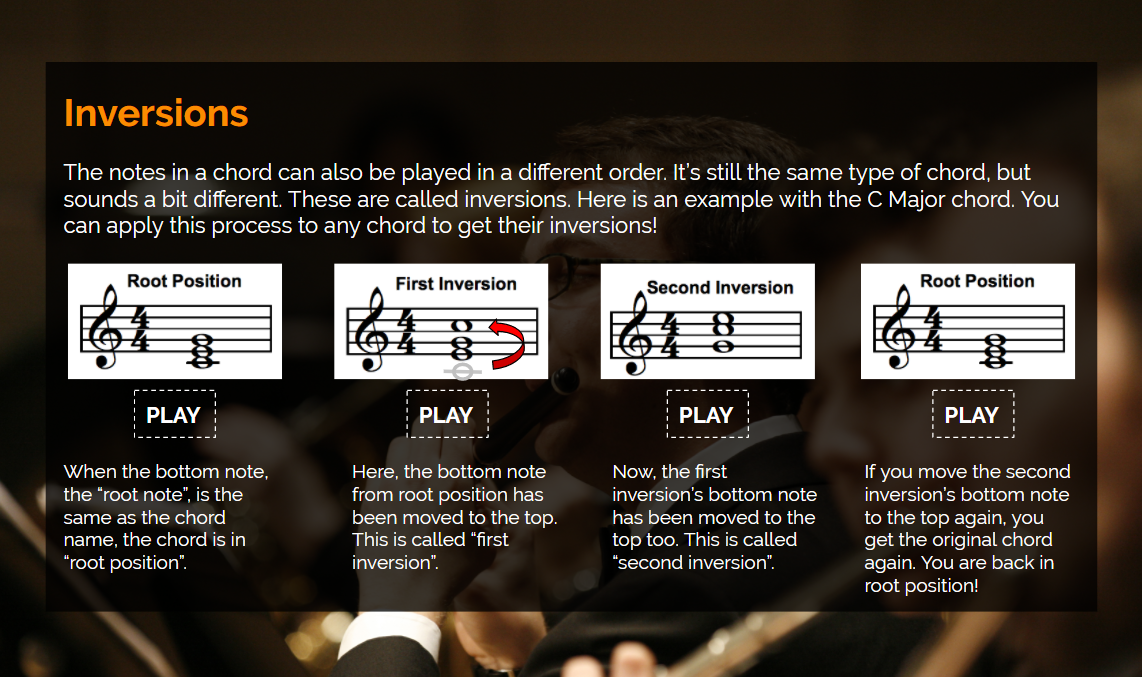 Inversions
The notes in a chord can also be played in a different order. It's still the same type of chord, but
sounds a bit different. These are called inversions. Here is an example with the C Major chord. You
can apply this process to any chord to get their inversions!
Root Position
4
4
First Inversion
4
4
Second Inversion
4
4
Root Position
4
4
PLAY
PLAY
PLAY
PLAY
When the bottom note,
the “root note”, is the
same as the chord
name, the chord is in
“root position”.
Here, the bottom note
from root position has
been moved to the top.
This is called “first
inversion”.
Now, the first
inversion's bottom note
has been moved to the
top too. This is called
“second inversion”.
If you move the second
inversion's bottom note
to the top again, you
get the original chord
again. You are back in
root position!